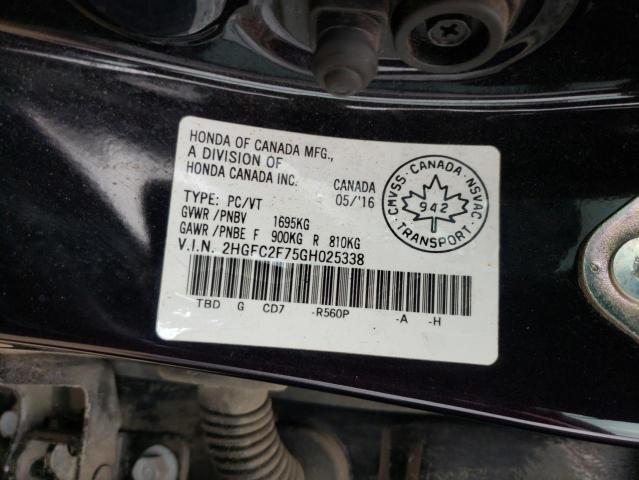 HONDA OF CANADA MFG.,
A DIVISION OF
HONDA CANADA INC. CANADA
TYPE: PC/VT 05/'16
GVWR /PNBV 1695KG
GAWR /PNBE F 900KG R 810KG
V.I.N. 2HGFC2F75GH025338
TBD G CD7 -R560P -A -H
CMVSS · CANADA · NSVAC
942
TRANSPORT